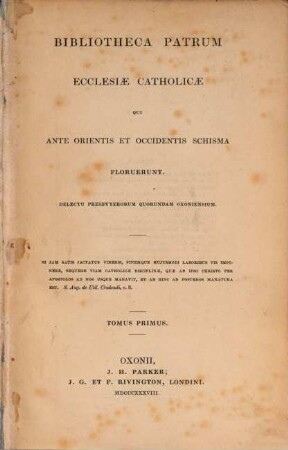 BIBLIOTHECA PATRUM
ECCLESIÆ CATHOLICÆ
QUI
ANTE ORIENTIS ET OCCIDENTIS SCHISMA
FLORUERUNT.
DELECTU PRESBYTERORUM QUORUNDAM OXONIENSIUM.
SI JAM SATIS JACTATUS VIDERIS, FINEMQUE HUJUSMODI LABORIBUS VIS IMPO-
NERE, SEQUERE VIAM CATHOLICÆ DISCIPLINÆ, QUÆ AB IPSO CHRISTO PER
APOSTOLOS AD NOS USQUE MANAVIT, ET AB HINC AD POSTEROS MANATURA
EST. S. Aug. de Util. Credendi, c. 8.
TOMUS PRIMUS.
OXONII,
J. H. PARKER;
J. G. ET F. RIVINGTON, LONDINI.
MDCCCXXXVIII.